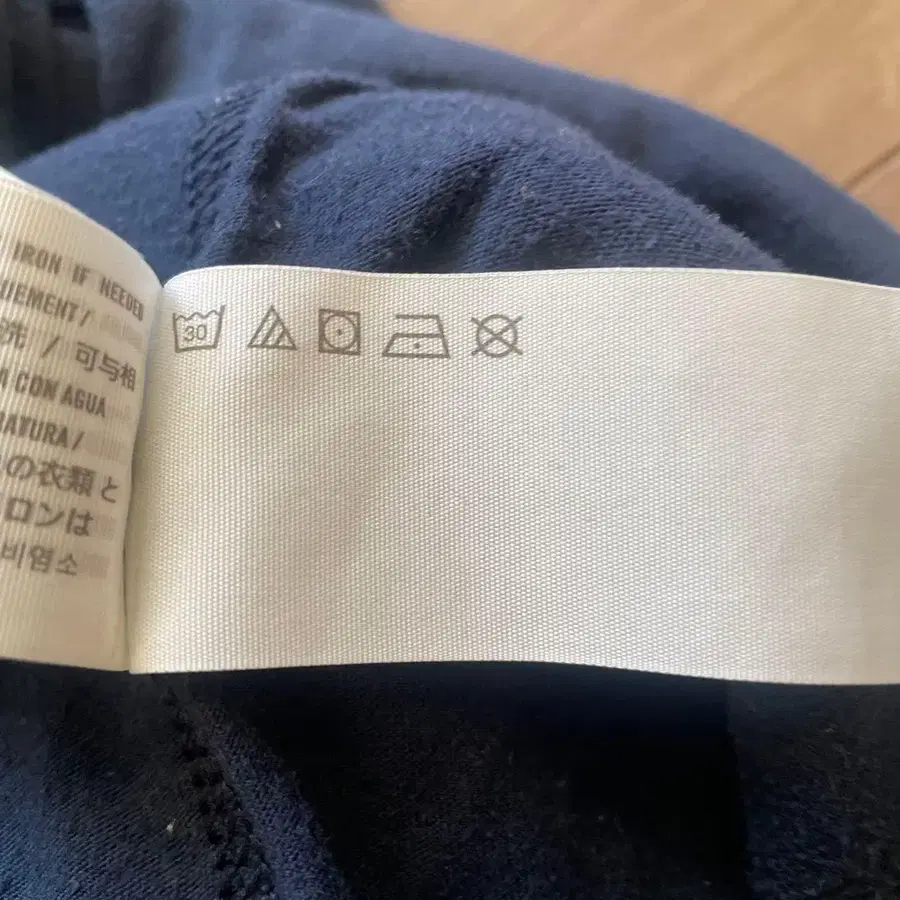 IRON IF NEEDED
UEMENT/
洗 / 可与相
CON AGUA
RATURA/
の衣類と
ロンは
비염소
30